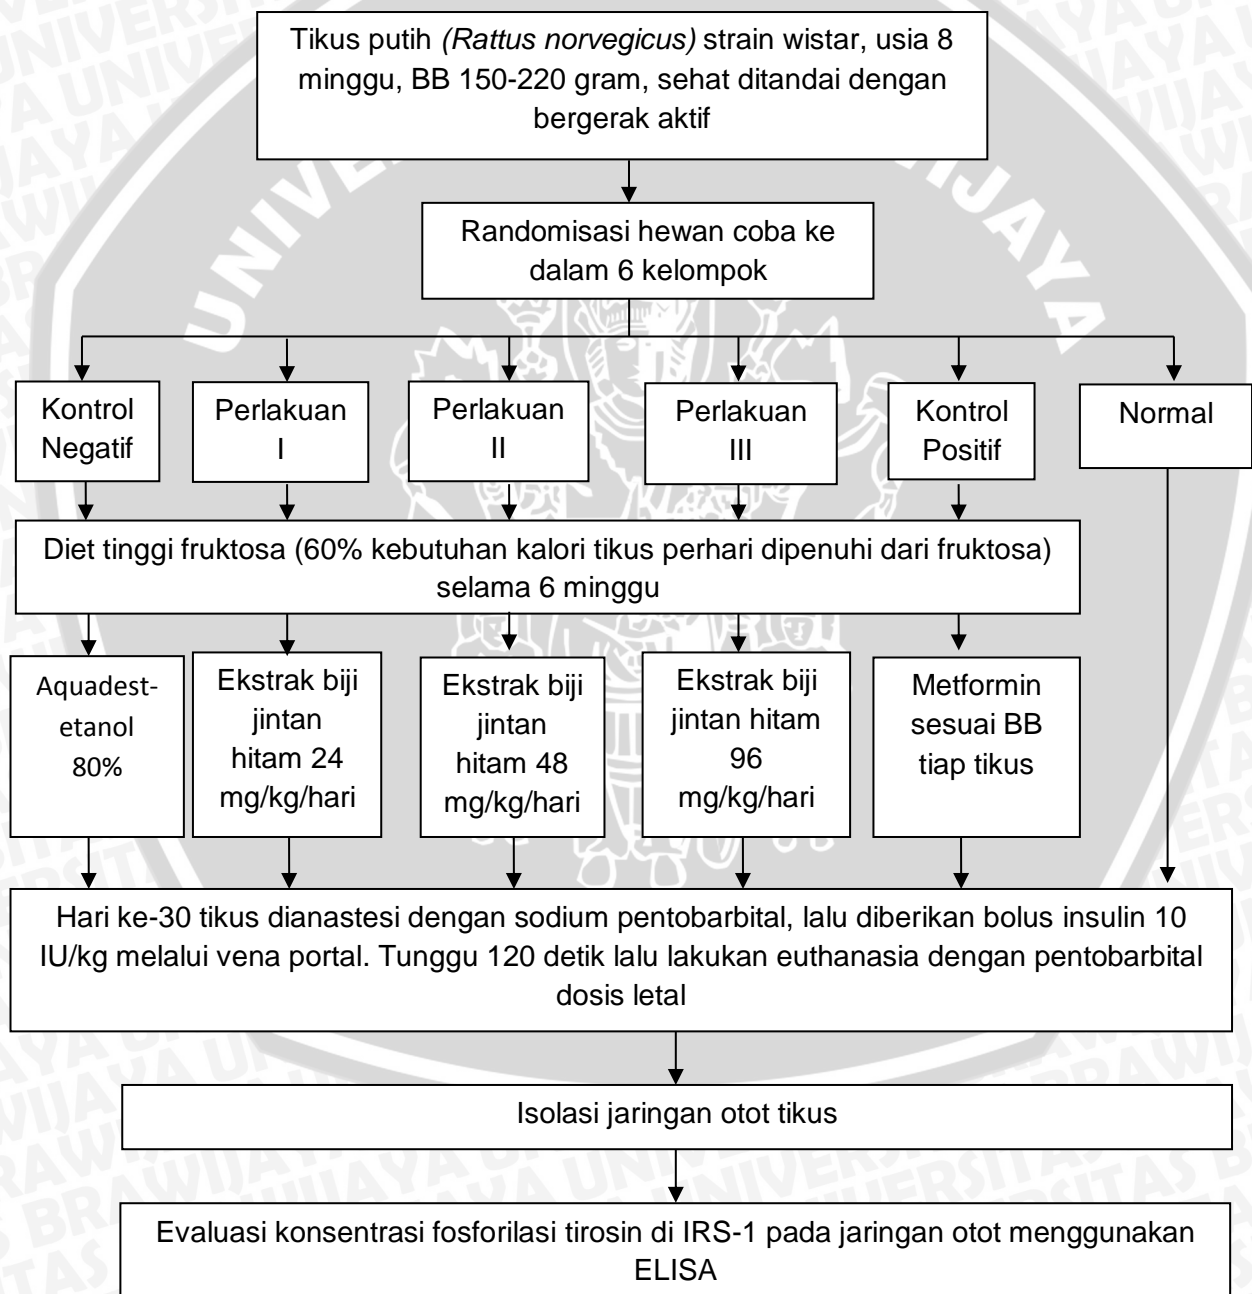 Tikus putih (Rattus norvegicus) strain wistar, usia 8
minggu, BB 150-220 gram, sehat ditandai dengan
bergerak aktif
Randomisasi hewan coba ke
dalam 6 kelompok
Kontrol
Negatif
Perlakuan
I
Perlakuan
II
Perlakuan
III
Kontrol
Positif
Normal
Diet tinggi fruktosa (60% kebutuhan kalori tikus perhari dipenuhi dari fruktosa)
selama 6 minggu
Aquadest-
etanol
80%
Ekstrak biji
jintan
hitam 24
mg/kg/hari
Ekstrak biji
jintan
hitam 48
mg/kg/hari
Ekstrak biji
jintan hitam
96
mg/kg/hari
Metformin
sesuai BB
tiap tikus
Hari ke-30 tikus dianastesi dengan sodium pentobarbital, lalu diberikan bolus insulin 10
IU/kg melalui vena portal. Tunggu 120 detik lalu lakukan euthanasia dengan pentobarbital
dosis letal
Isolasi jaringan otot tikus
Evaluasi konsentrasi fosforilasi tirosin di IRS-1 pada jaringan otot menggunakan
ELISA